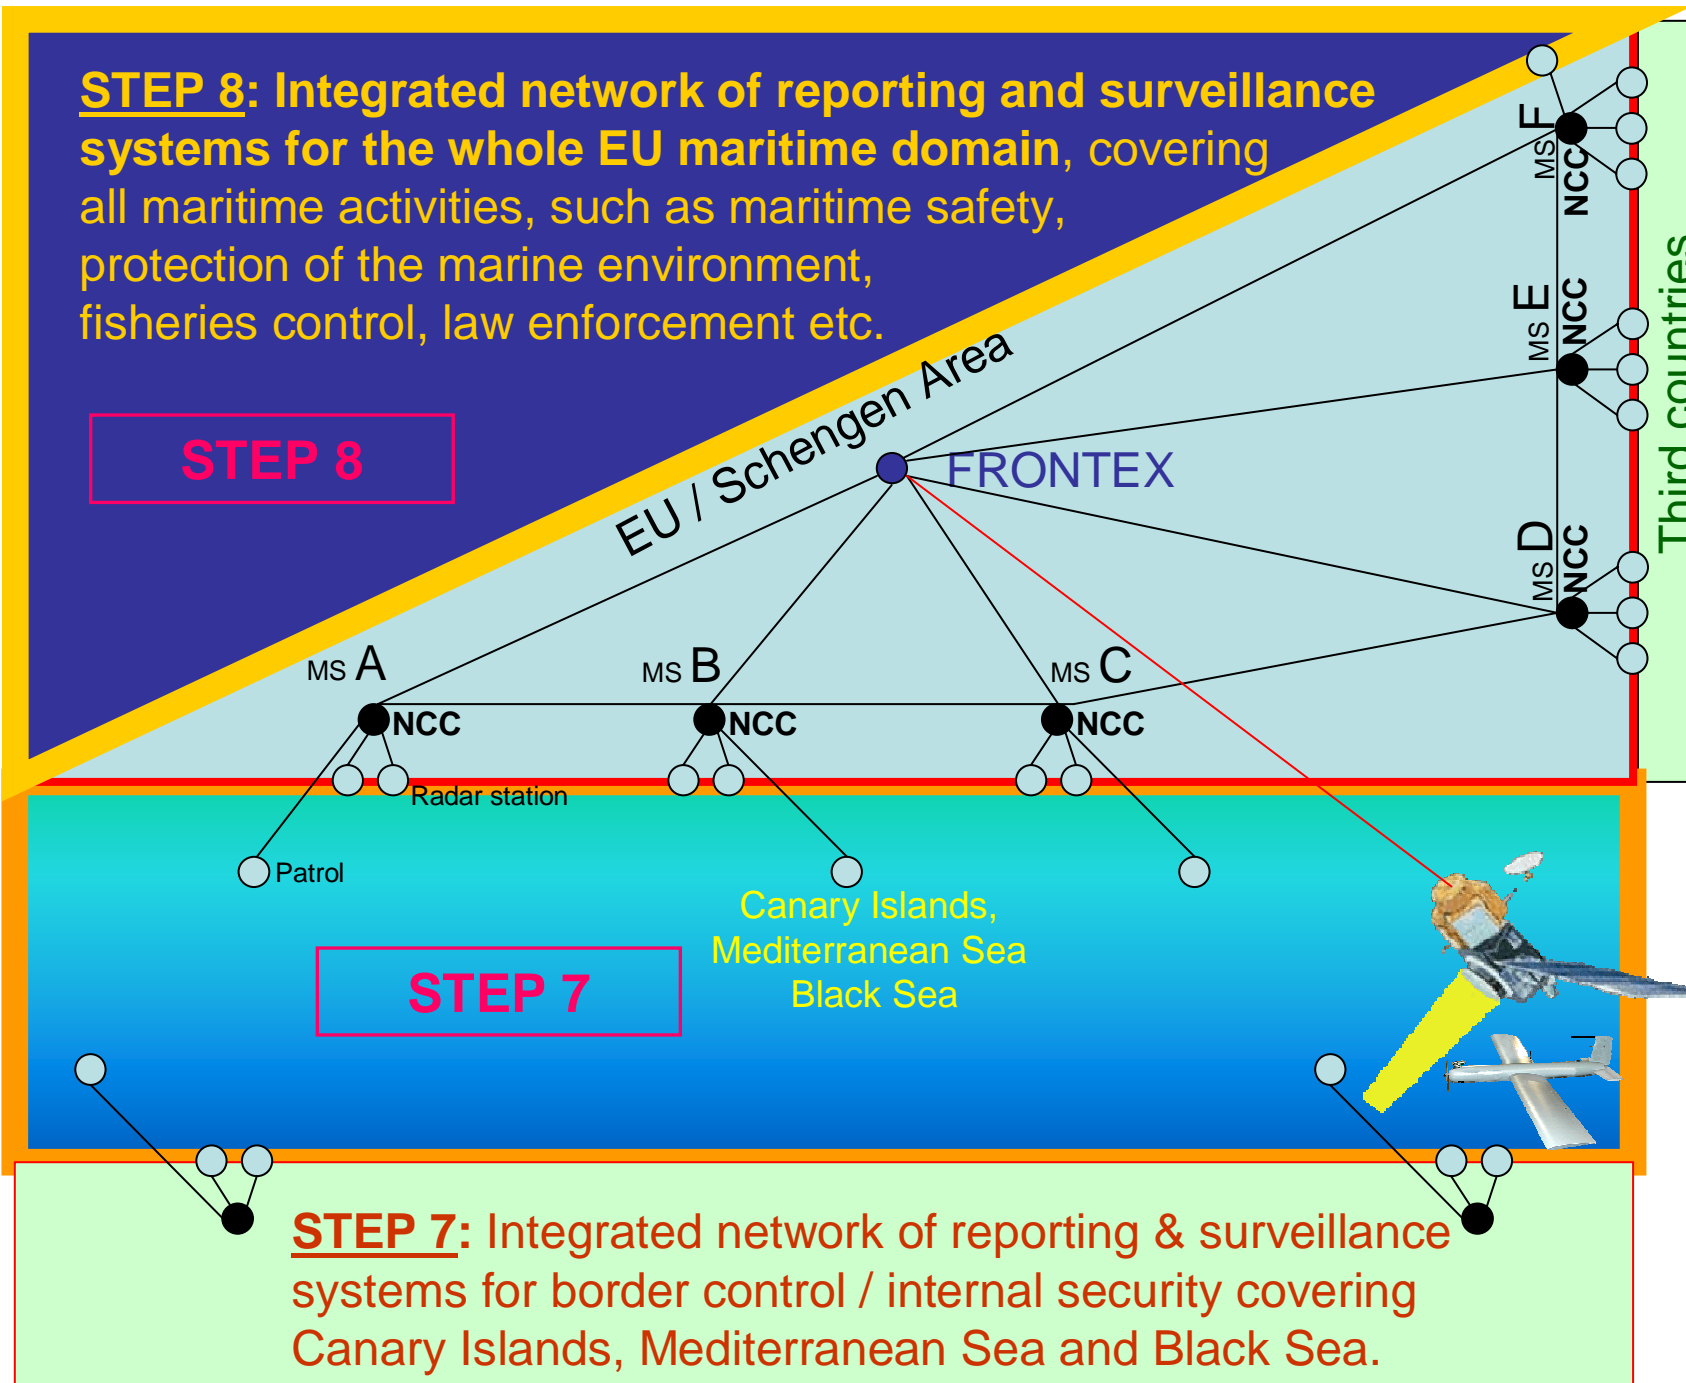 STEP 8: Integrated network of reporting and surveillance
systems for the whole EU maritime domain, covering
all maritime activities, such as maritime safety,
protection of the marine environment,
fisheries control, law enforcement etc.
STEP 8
EU / Schengen Area
FRONTEX
MS F
NCC
MS E
NCC
MS D
NCC
Third countries
MS A
NCC
MS B
NCC
MS C
NCC
Radar station
Patrol
Canary Islands,
Mediterranean Sea
Black Sea
STEP 7
STEP 7: Integrated network of reporting & surveillance
systems for border control / internal security covering
Canary Islands, Mediterranean Sea and Black Sea.